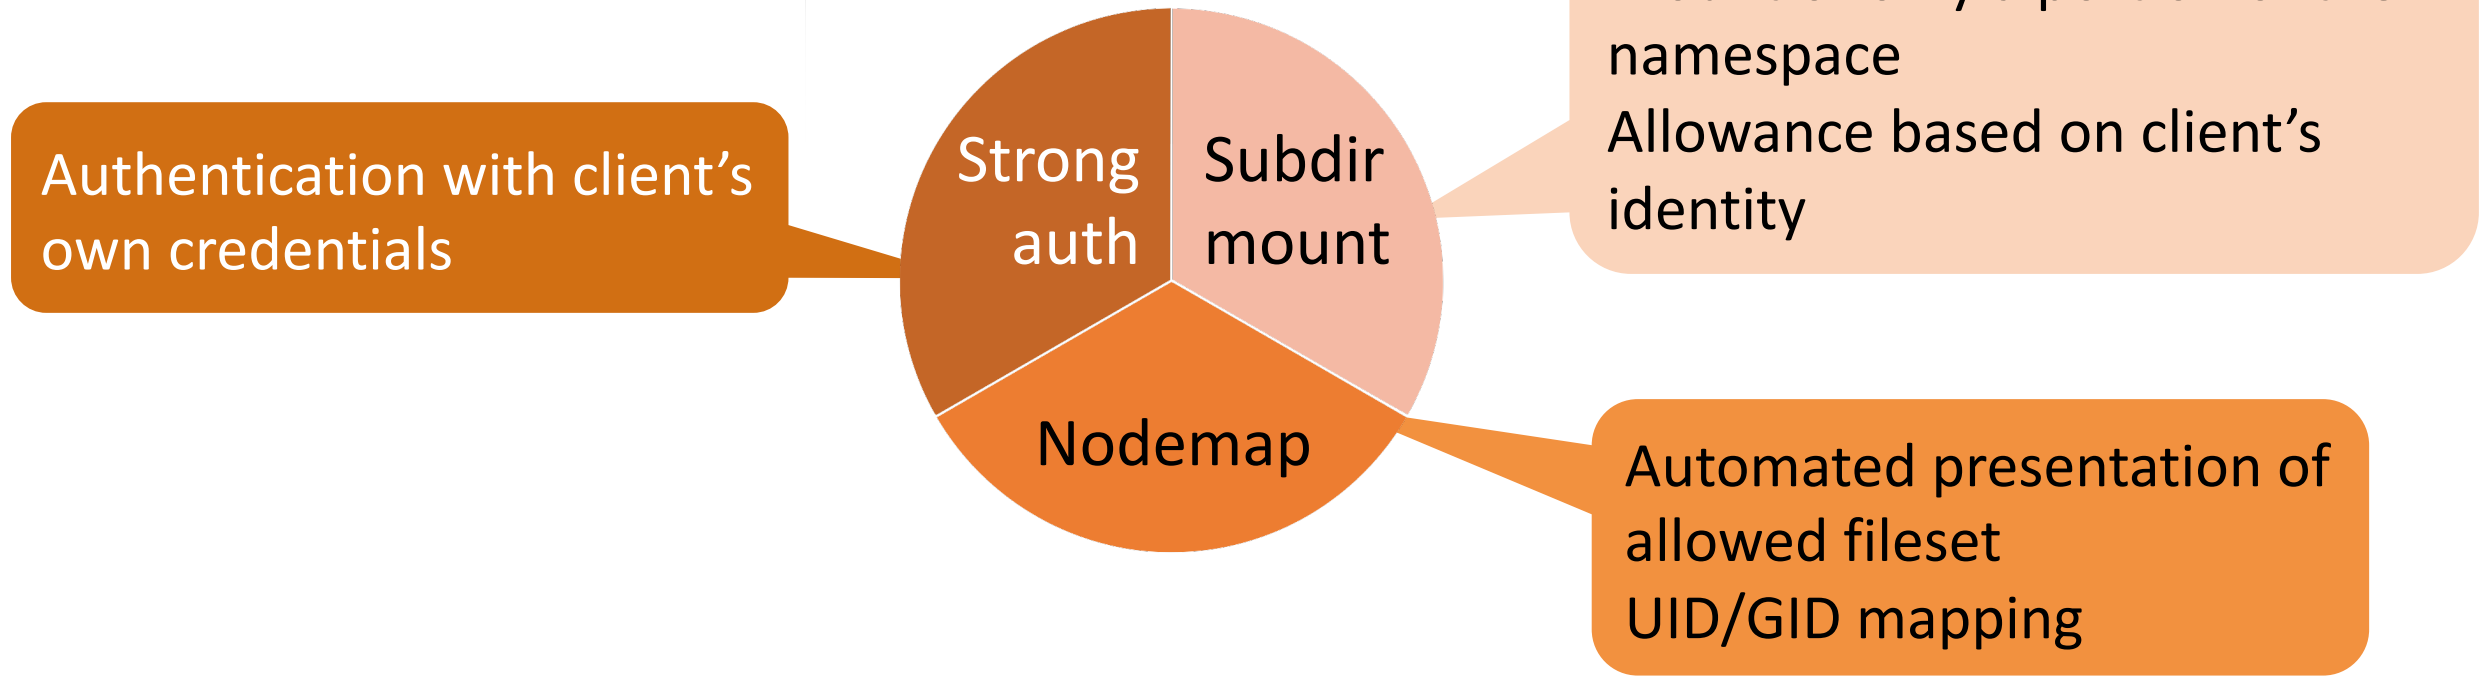 namespace
Allowance based on client’s
identity
Authentication with client’s
own credentials
Strong
auth
Subdir
mount
Nodemap
Automated presentation of
allowed fileset
UID/GID mapping